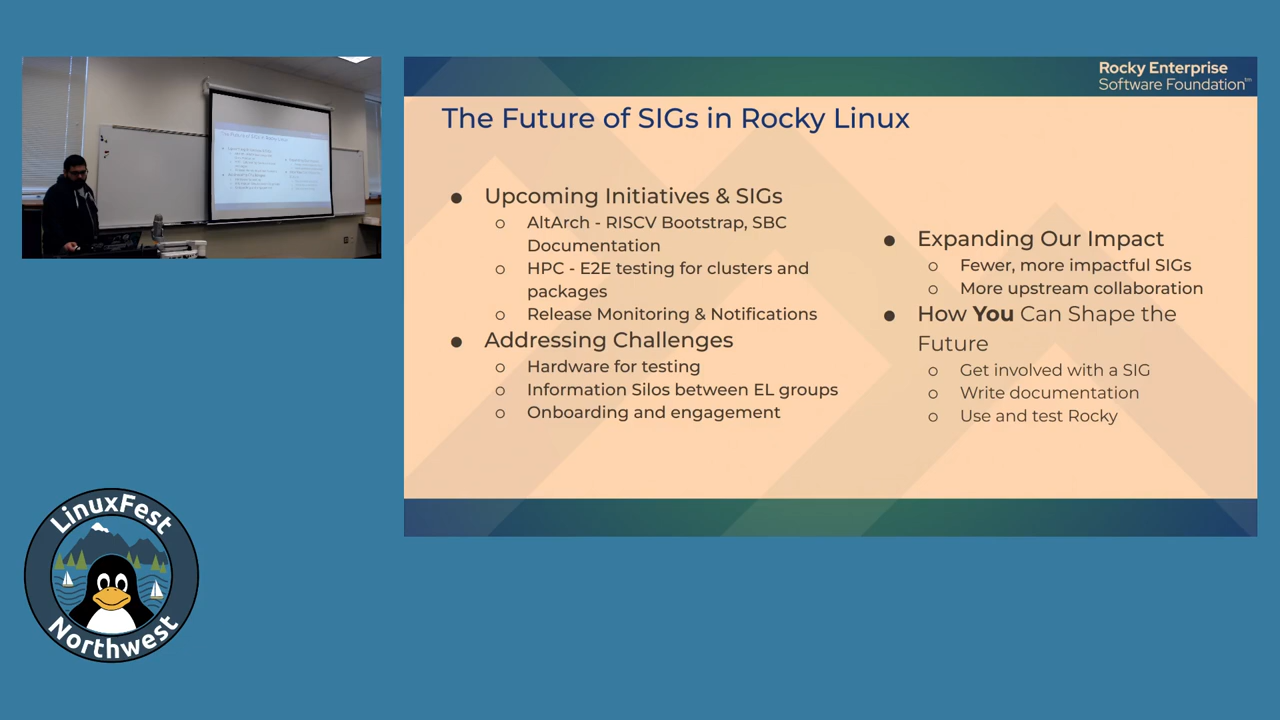 Rocky Enterprise
Software Foundation™
The Future of SIGs in Rocky Linux
● Upcoming Initiatives & SIGs
○ AltArch - RISCV Bootstrap, SBC
Documentation
○ HPC - E2E testing for clusters and
packages
○ Release Monitoring & Notifications
● Addressing Challenges
○ Hardware for testing
○ Information Silos between EL groups
○ Onboarding and engagement
● Expanding Our Impact
○ Fewer, more impactful SIGs
○ More upstream collaboration
● How You Can Shape the
Future
○ Get involved with a SIG
○ Write documentation
○ Use and test Rocky
LinuxFest
Northwest